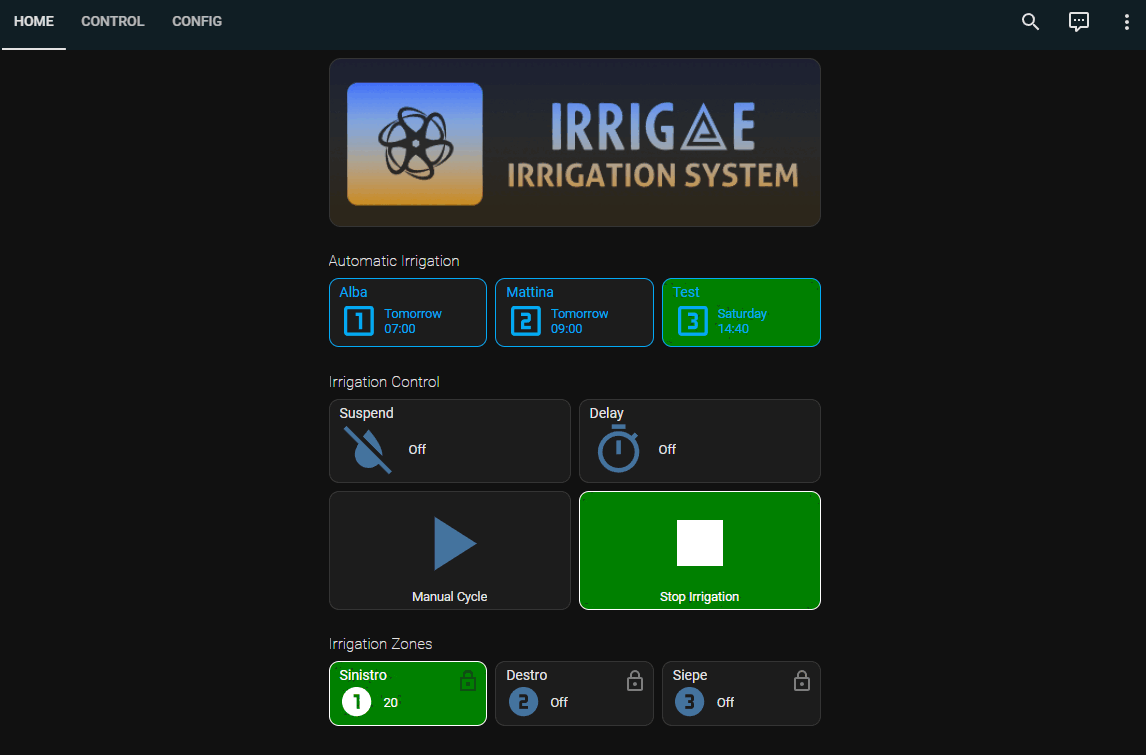 HOME CONTROL CONFIG
IRRIGAE
IRRIGATION SYSTEM
Automatic Irrigation
Alba
1 Tomorrow
07:00
Mattina
2 Tomorrow
09:00
Test
3 Saturday
14:40
Irrigation Control
Suspend
Off
Delay
Off
Manual Cycle
Stop Irrigation
Irrigation Zones
Sinistro
1 20'
Destro
2 Off
Siepe
3 Off